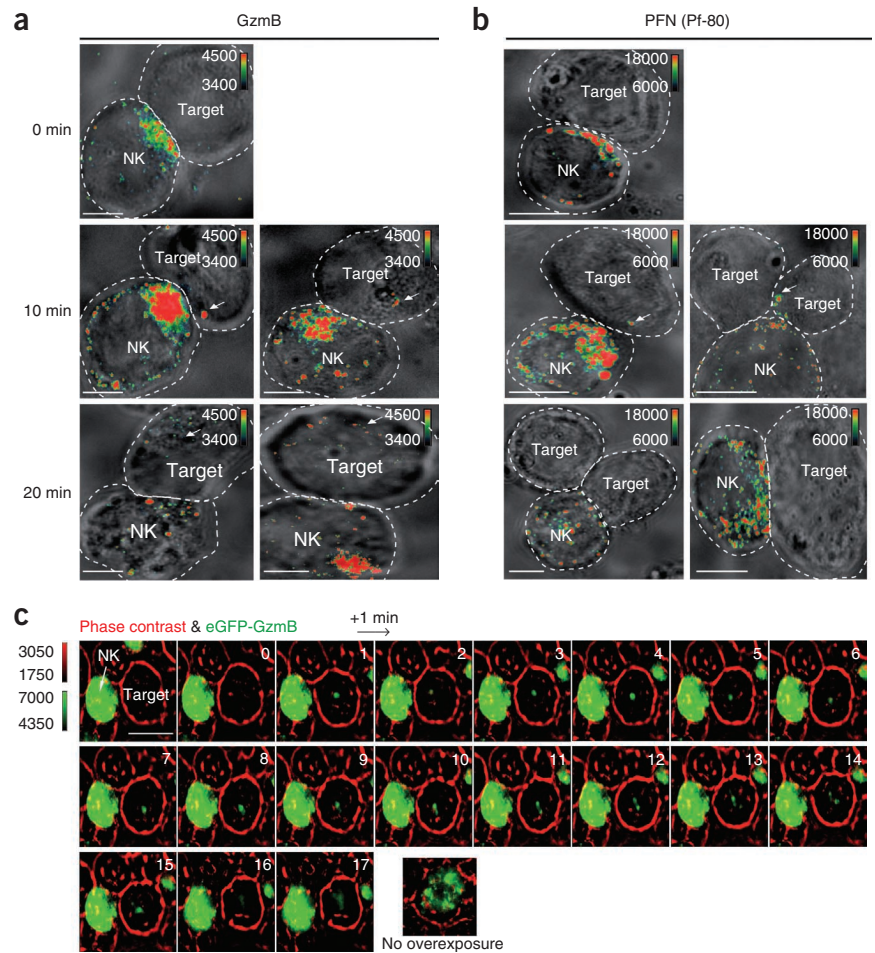 a
GzmB
b
PFN (Pf-80)
0 min
4500
3400
Target
NK
18000
6000
Target
NK
10 min
4500
3400
Target
NK
4500
3400
Target
NK
18000
6000
Target
NK
18000
6000
Target
Target
NK
20 min
4500
3400
Target
NK
4500
3400
Target
NK
18000
6000
Target
Target
NK
18000
6000
Target
NK
c
Phase contrast & eGFP-GzmB
+1 min
3050
1750
7000
4350
NK
Target
0
1
2
3
4
5
6
7
8
9
10
11
12
13
14
15
16
17
No overexposure